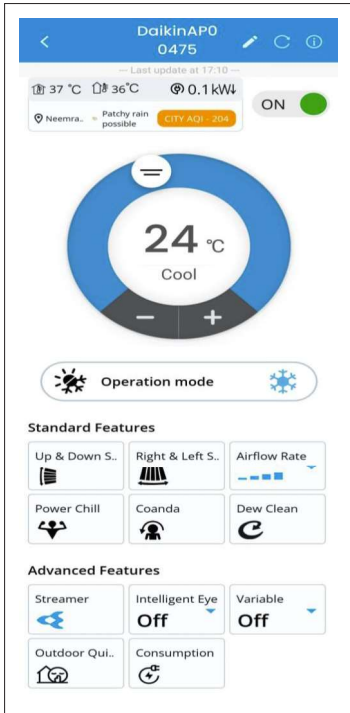 DaikinAP0
0475
— Last update at 17:10 —
37 °C 36°C 0.1 kW↓
ON
Neemra.. Patchy rain
possible
CITY AQI - 204
24 °C
Cool
− +
Operation mode
Standard Features
Up & Down S.. Right & Left S.. Airflow Rate
Power Chill Coanda Dew Clean
Advanced Features
Streamer Intelligent Eye Variable
Off Off
Outdoor Qui.. Consumption